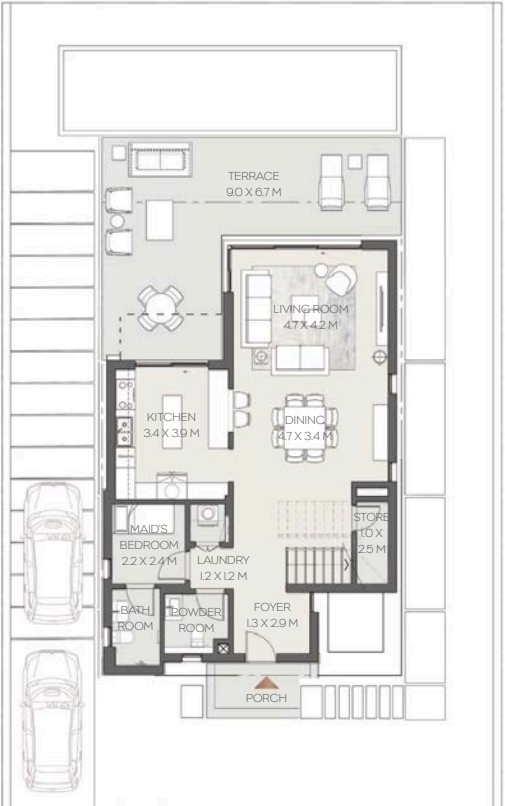 TERRACE
9.0 X 6.7 M
LIVING ROOM
4.7 X 4.2 M
KITCHEN
3.4 X 3.9 M
DINING
4.7 X 3.4 M
MAID'S
BEDROOM
2.2 X 2.4 M
LAUNDRY
1.2 X 1.2 M
STORE
1.0 X
2.5 M
BATH
ROOM
POWDER
ROOM
FOYER
1.3 X 2.9 M
PORCH